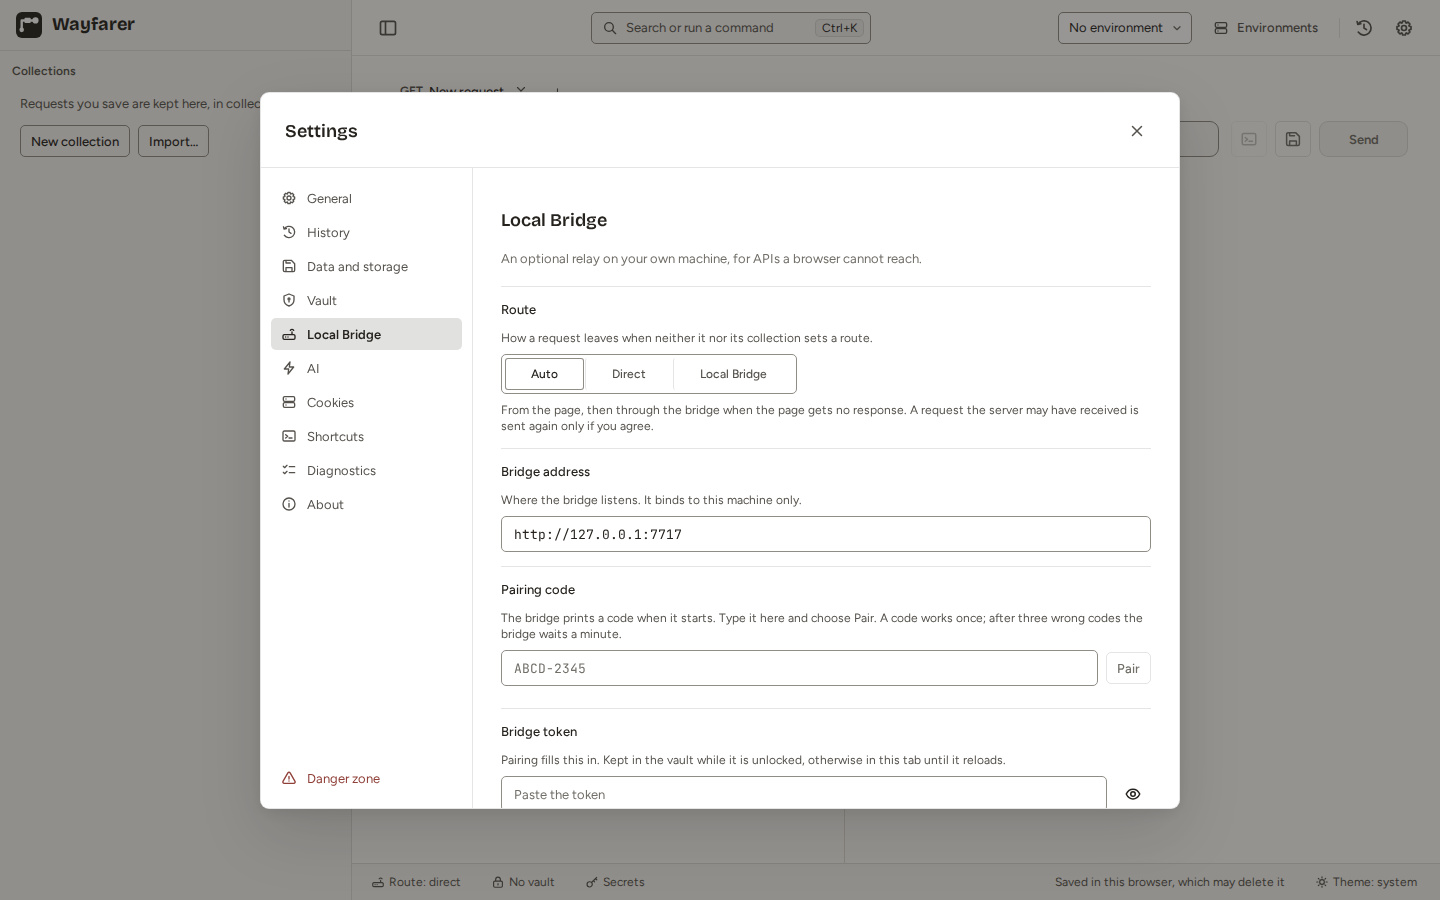 Wayfarer
Search or run a command
Ctrl+K
No environment
Environments
Collections
Requests you save are kept here, in collec
New collection
Import...
GET New request
Send
Settings
General
History
Data and storage
Vault
Local Bridge
AI
Cookies
Shortcuts
Diagnostics
About
Danger zone
Local Bridge
An optional relay on your own machine, for APIs a browser cannot reach.
Route
How a request leaves when neither it nor its collection sets a route.
Auto
Direct
Local Bridge
From the page, then through the bridge when the page gets no response. A request the server may have received is
sent again only if you agree.
Bridge address
Where the bridge listens. It binds to this machine only.
http://127.0.0.1:7717
Pairing code
The bridge prints a code when it starts. Type it here and choose Pair. A code works once; after three wrong codes the
bridge waits a minute.
ABCD-2345
Pair
Bridge token
Pairing fills this in. Kept in the vault while it is unlocked, otherwise in this tab until it reloads.
Paste the token
Route: direct
No vault
Secrets
Saved in this browser, which may delete it
Theme: system